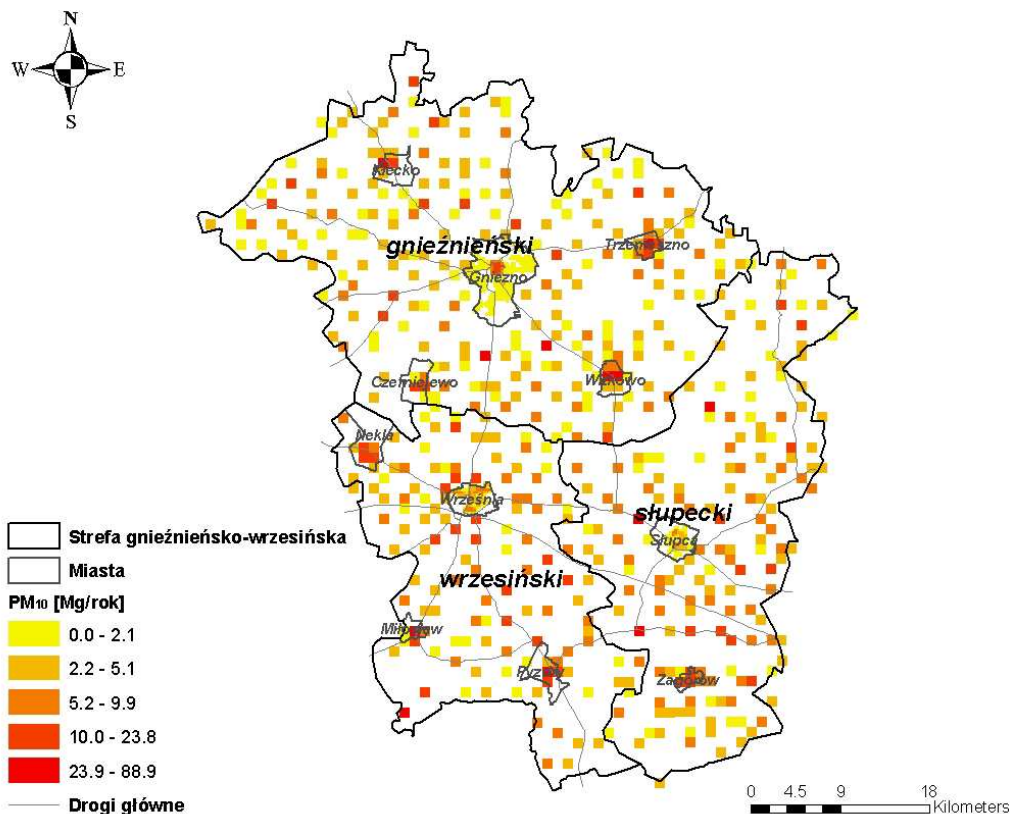 N
W E
S
Kłecko
gnieźnieński
Trzemeszno
Gniezno
Czerniejewo
Witkowo
Nekla
Września
słupecki
Słupca
wrzesiński
Miłosław
Pyzdry
Zagórów
Strefa gnieźnieńsko-wrzesińska
Miasta
PM10 [Mg/rok]
0.0 - 2.1
2.2 - 5.1
5.2 - 9.9
10.0 - 23.8
23.9 - 88.9
Drogi główne
0 4.5 9 18
Kilometers